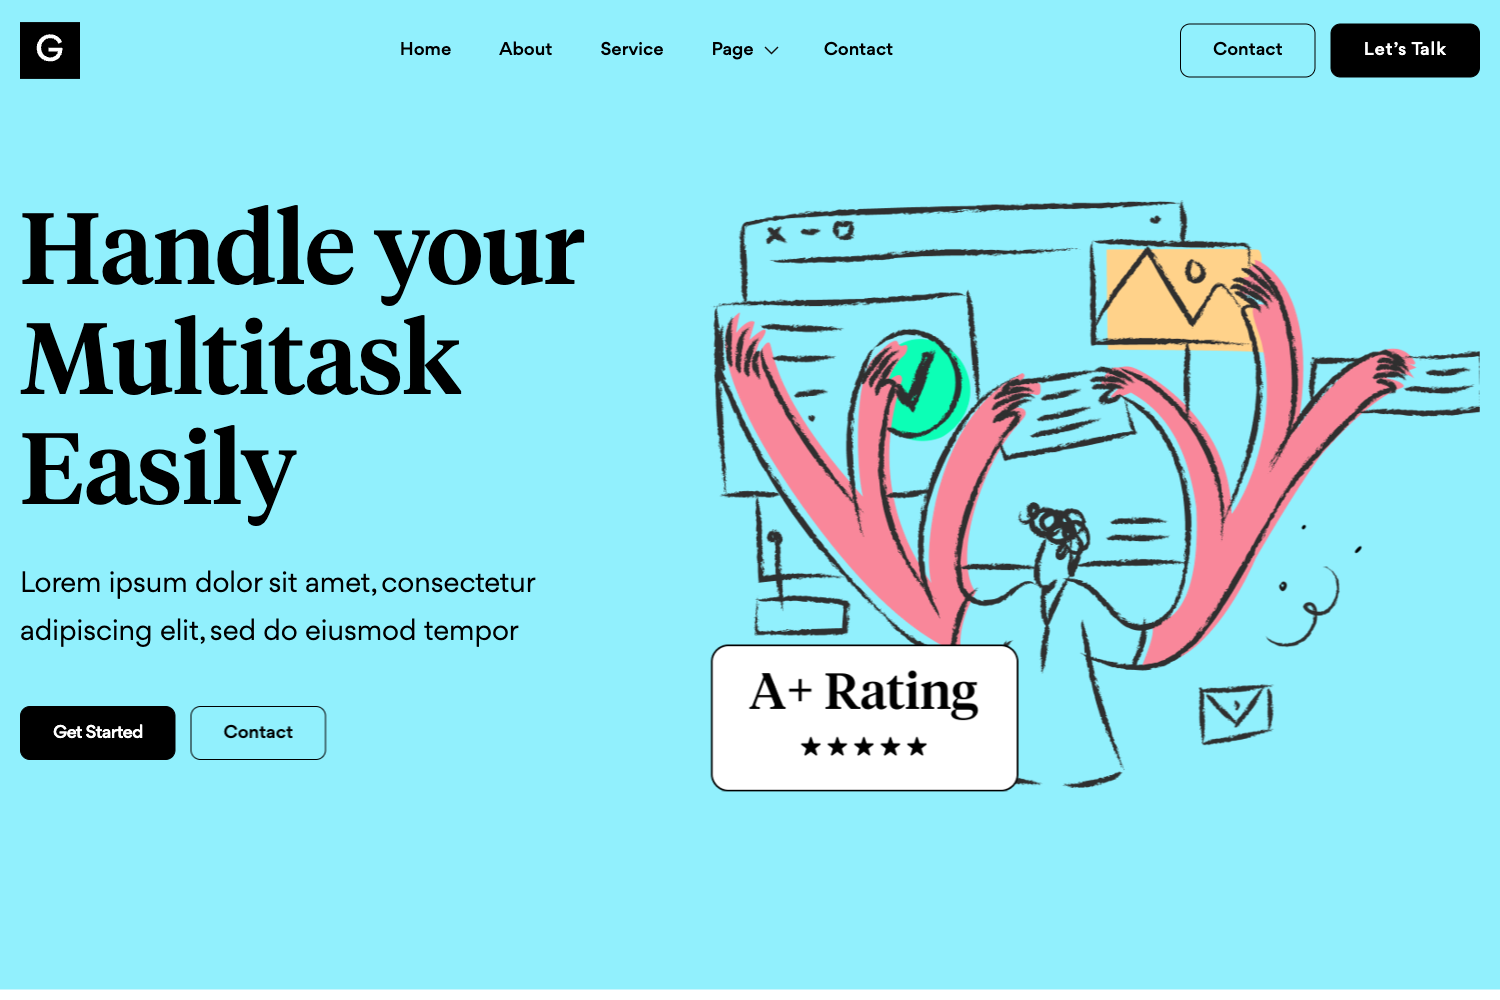 G
Home About Service Page Contact
Contact Let’s Talk
Handle your
Multitask
Easily
Lorem ipsum dolor sit amet, consectetur
adipiscing elit, sed do eiusmod tempor
Get Started Contact
A+ Rating